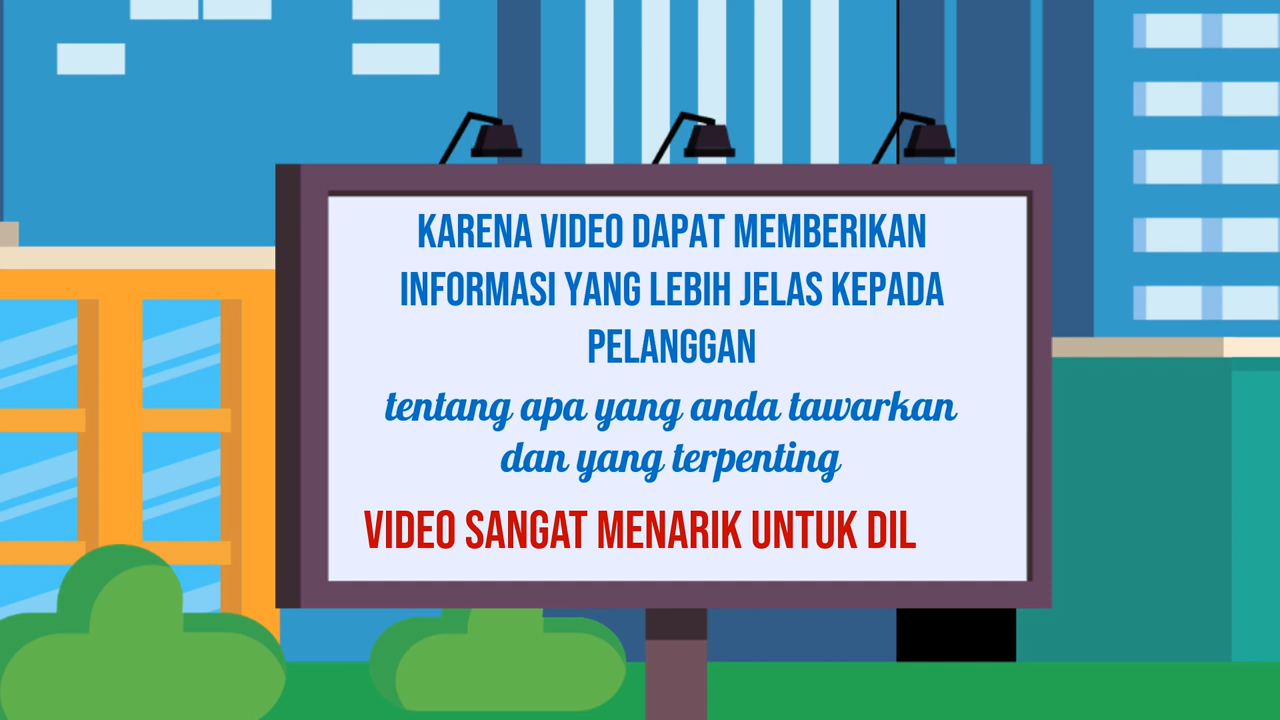 KARENA VIDEO DAPAT MEMBERIKAN
INFORMASI YANG LEBIH JELAS KEPADA
PELANGGAN
tentang apa yang anda tawarkan
dan yang terpenting
VIDEO SANGAT MENARIK UNTUK DIL